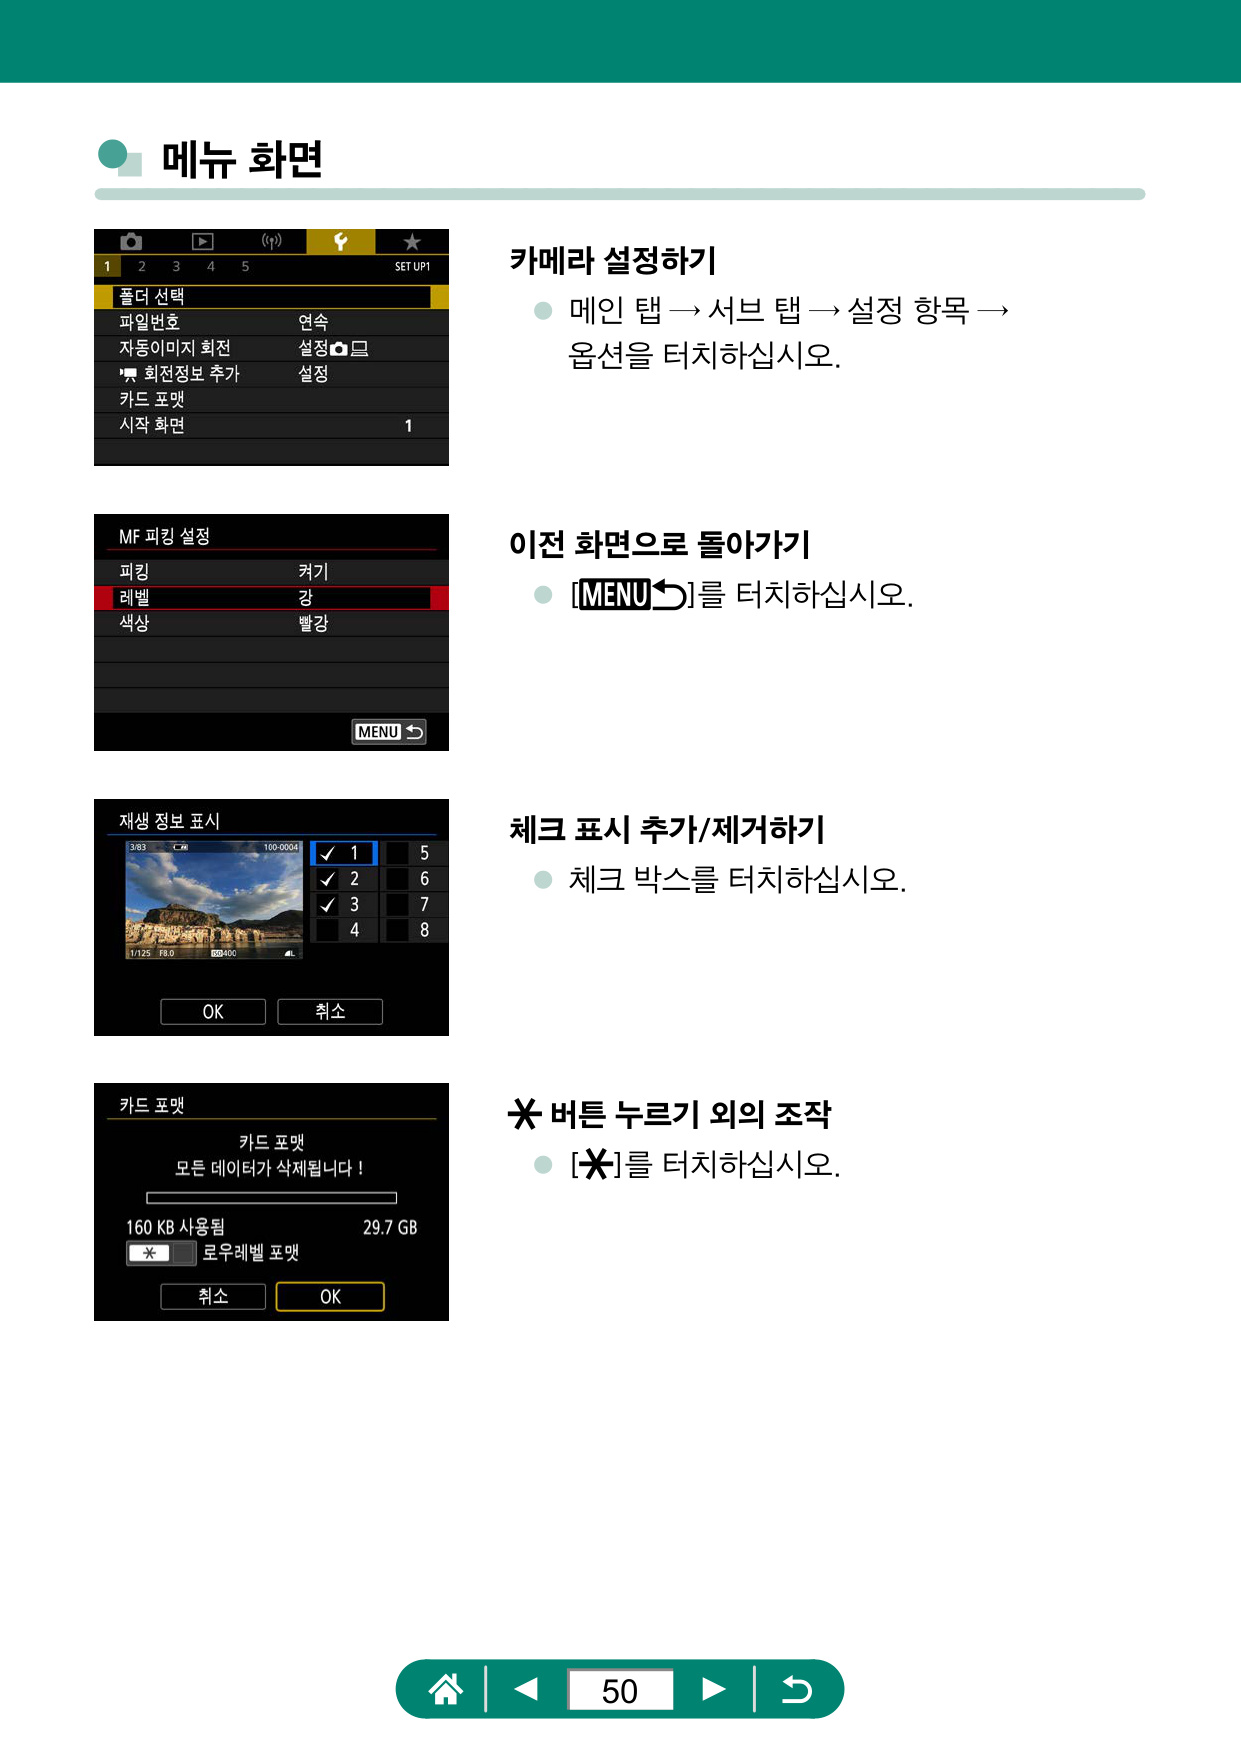 메뉴 화면
1 2 3 4 5 SET UP1
폴더 선택
파일번호 연속
자동이미지 회전 설정
회전정보 추가 설정
카드 포맷
시작 화면 1
카메라 설정하기
메인 탭 → 서브 탭 → 설정 항목 →
옵션을 터치하십시오.
MF 피킹 설정
피킹 켜기
레벨 강
색상 빨강
MENU
이전 화면으로 돌아가기
[MENU]를 터치하십시오.
재생 정보 표시
3/83 100-0004
1 5
2 6
3 7
4 8
1/125 F8.0 ISO 400 L
OK 취소
체크 표시 추가/제거하기
체크 박스를 터치하십시오.
카드 포맷
카드 포맷
모든 데이터가 삭제됩니다 !
160 KB 사용됨 29.7 GB
* 로우레벨 포맷
취소 OK
* 버튼 누르기 외의 조작
[*]를 터치하십시오.
50